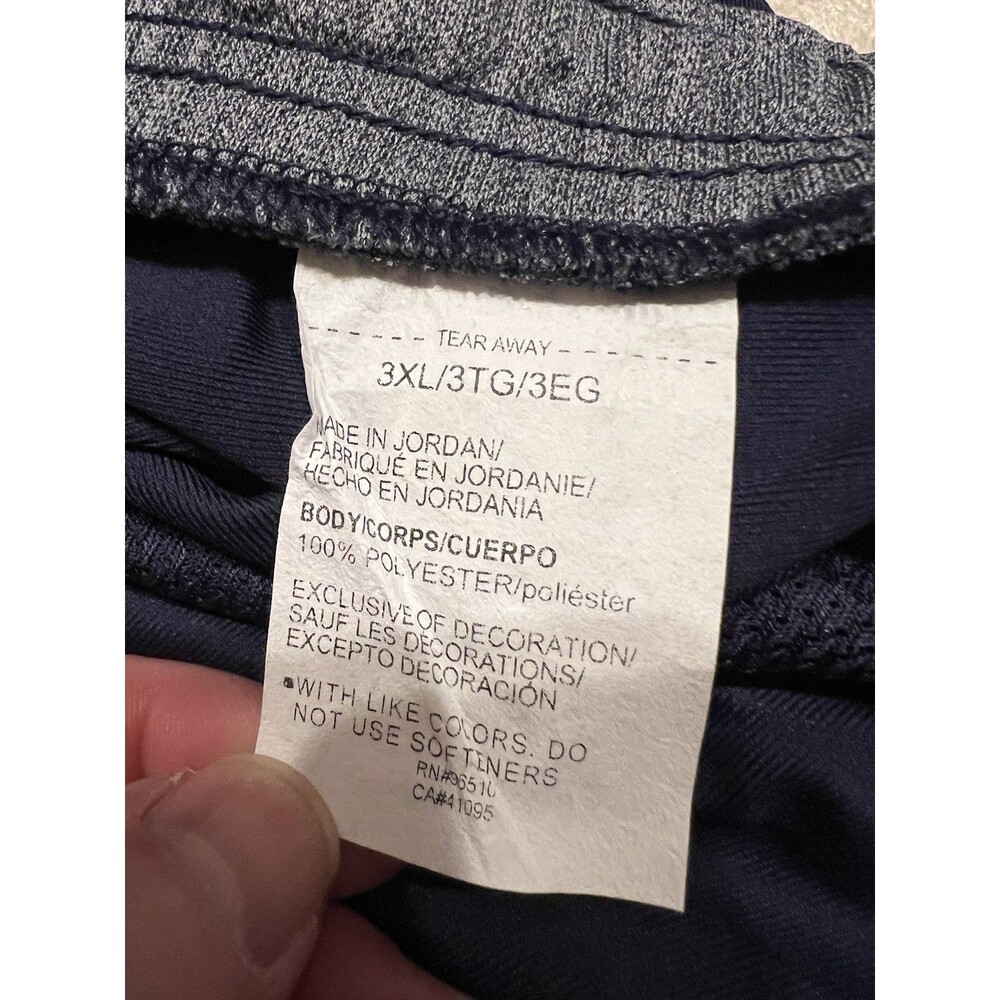 TEAR AWAY
3XL/3TG/3EG
MADE IN JORDAN/
FABRIQUÉ EN JORDANIE/
HECHO EN JORDANIA
BODY/CORPS/CUERPO
100% POLYESTER/poliéster
EXCLUSIVE OF DECORATION/
SAUF LES DÉCORATIONS/
EXCEPTO DECORACIÓN
WITH LIKE COLORS. DO
NOT USE SOFTINERS
CA#41095